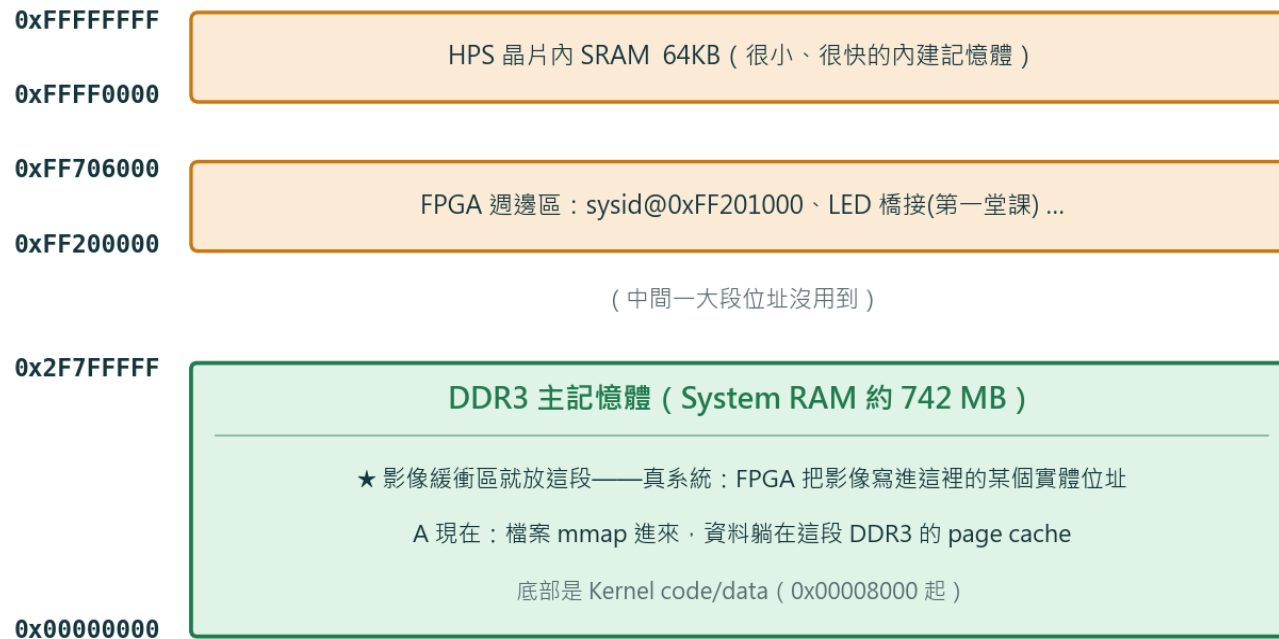 0xFFFFFFFF
HPS 晶片內 SRAM 64KB（很小、很快的內建記憶體）
0xFFFF0000
0xFF706000
FPGA 週邊區：sysid@0xFF201000、LED 橋接(第一堂課) ...
0xFF200000
（中間一大段位址沒用到）
0x2F7FFFFF
DDR3 主記憶體（System RAM 約 742 MB）
★ 影像緩衝區就放這段——真系統：FPGA 把影像寫進這裡的某個實體位址
A 現在：檔案 mmap 進來，資料躺在這段 DDR3 的 page cache
底部是 Kernel code/data（0x00008000 起）
0x00000000